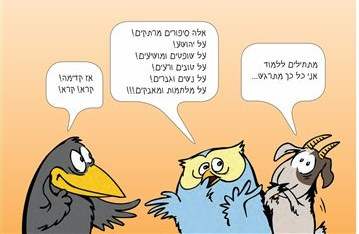 מתחילים ללמוד
אני כל כך מתרגש...
אלה סיפורים מרתקים!
על יהושע!
על שופטים ומושיעים!
על טובים ורעים!
על נשים וגברים!
על מלחמות ומאבקים!!!
אז קדימה!
קרא! קרא!